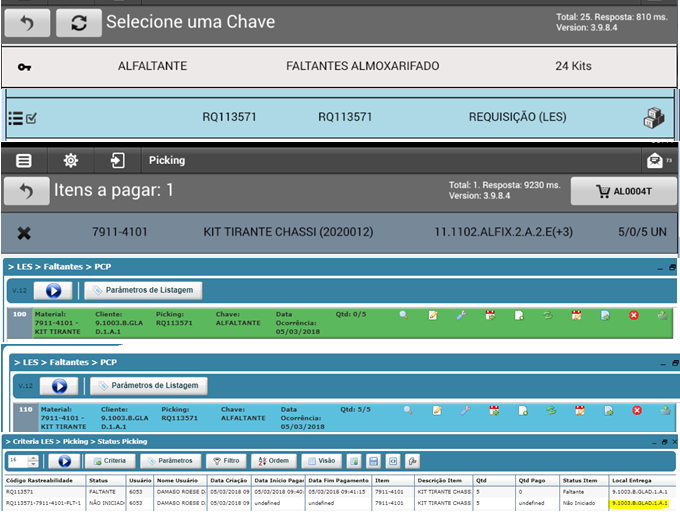 Selecione uma Chave
Total: 25. Resposta: 810 ms.
Version: 3.9.8.4
ALFALTANTE FALTANTES ALMOXARIFADO 24 Kits
RQ113571 RQ113571 REQUISIÇÃO (LES)
Picking 73
Itens a pagar: 1
Total: 1. Resposta: 9230 ms.
Version: 3.9.8.4
AL0004T
7911-4101 KIT TIRANTE CHASSI (2020012) 11.1102.ALFIX.2.A.2.E(+3) 5/0/5 UN
> LES > Faltantes > PCP
V.12 Parâmetros de Listagem
100 Material: Cliente: Picking: Chave: Data Qtd: 0/5
7911-4101 - 9.1003.B.GLA RQ113571 ALFALTANTE Ocorrência:
KIT TIRANTE D.1.A.1 05/03/2018
> LES > Faltantes > PCP
V.12 Parâmetros de Listagem
110 Material: Cliente: Picking: Chave: Data Qtd: 5/5
7911-4101 - 9.1003.B.GLA RQ113571 ALFALTANTE Ocorrência:
KIT TIRANTE D.1.A.1 05/03/2018
> Criteria LES > Picking > Status Picking
16 Criteria Parâmetros Filtro Ordem Visão
Código Rastreabilidade Status Usuário Nome Usuário Data Criação Data Início Pagar Data Fim Pagamento Item Descrição Item Qtd Qtd Pago Status Item Local Entrega
RQ113571 FALTANTE 6053 DAMASO ROESE D. 05/03/2018 09 05/03/2018 09:40: 05/03/2018 09:41:15 7911-4101 KIT TIRANTE CHASS 5 0 Faltante 9.1003.B.GLAD.1.A.1
RQ113571-7911-4101-FLT-1 NÃO INICIAD 6053 DAMASO ROESE D. 05/03/2018 09 undefined undefined 7911-4101 KIT TIRANTE CHASS 5 undefined Não Iniciado 9.1003.B.GLAD.1.A.1